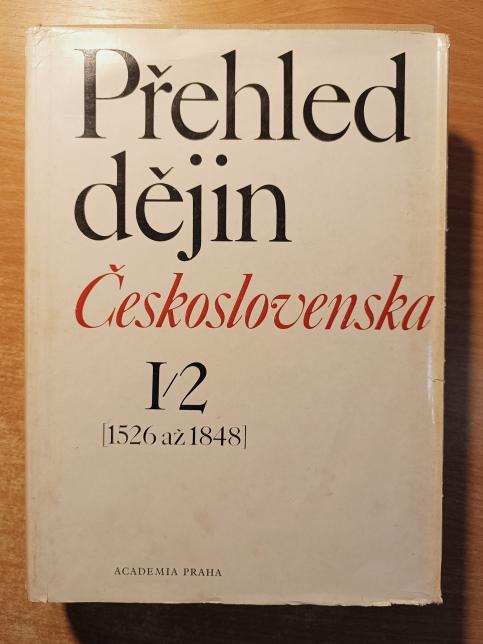 Přehled
dějin
Československa
I/2
[1526 až 1848]
ACADEMIA PRAHA